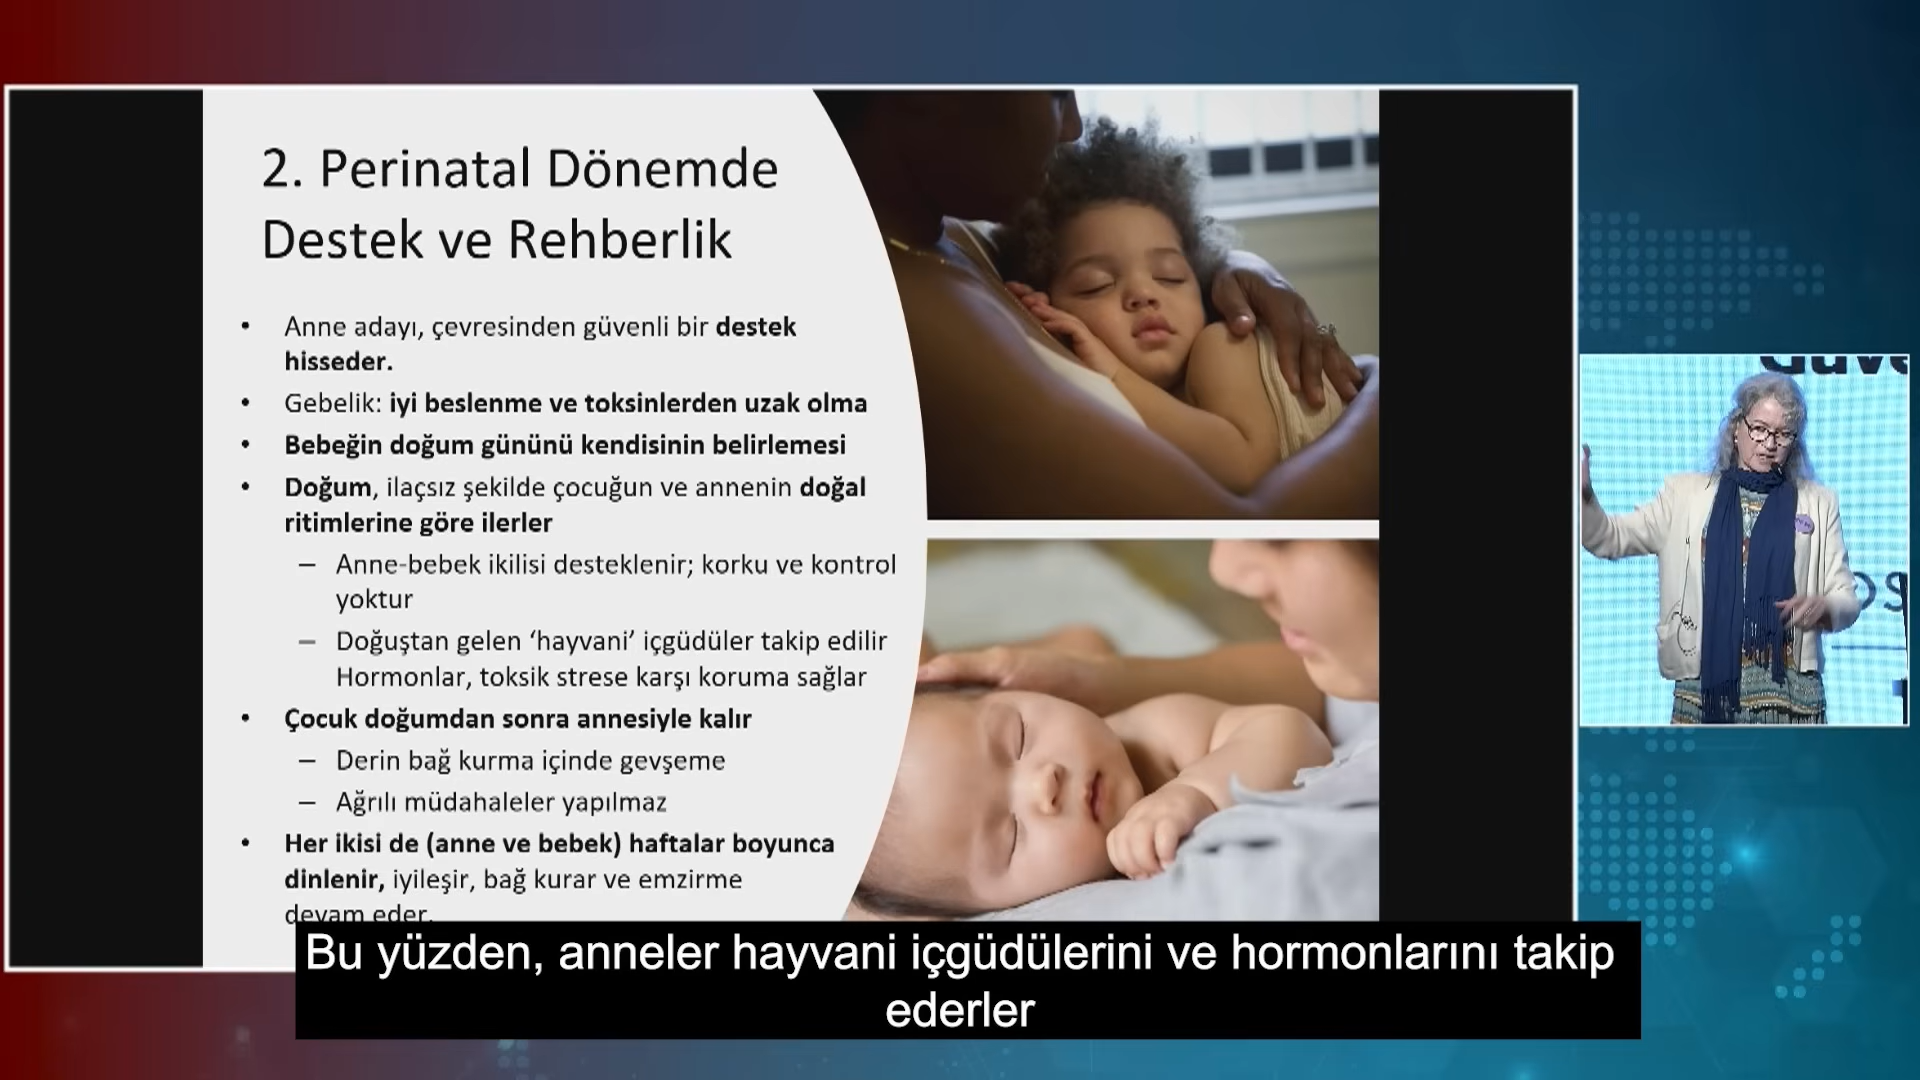 2. Perinatal Dönemde
Destek ve Rehberlik
• Anne adayı, çevresinden güvenli bir destek
hisseder.
• Gebelik: iyi beslenme ve toksinlerden uzak olma
• Bebeğin doğum gününü kendisinin belirlemesi
• Doğum, ilaçsız şekilde çocuğun ve annenin doğal
ritimlerine göre ilerler
– Anne-bebek ikilisi desteklenir; korku ve kontrol
yoktur
– Doğuştan gelen ‘hayvani’ içgüdüler takip edilir
Hormonlar, toksik strese karşı koruma sağlar
• Çocuk doğumdan sonra annesiyle kalır
– Derin bağ kurma içinde gevşeme
– Ağrılı müdahaleler yapılmaz
• Her ikisi de (anne ve bebek) haftalar boyunca
dinlenir, iyileşir, bağ kurar ve emzirme
devam eder.
Bu yüzden, anneler hayvani içgüdülerini ve hormonlarını takip
ederler